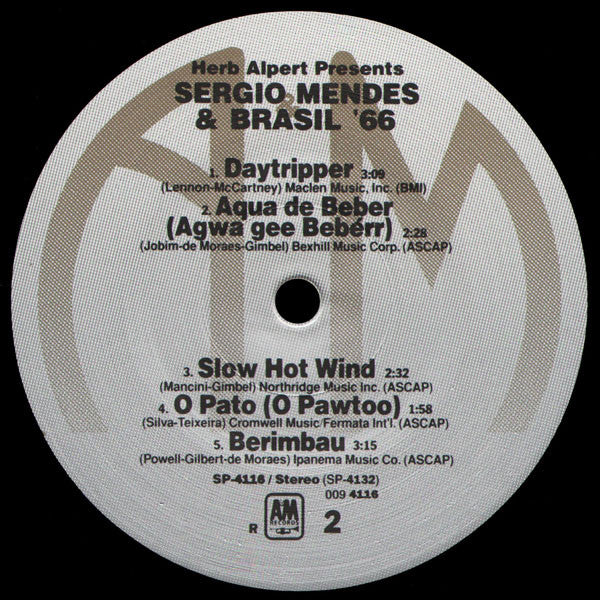 Herb Alpert Presents
SERGIO MENDES
& BRASIL '66
1. Daytripper 3:09
(Lennon-McCartney) Maclen Music, Inc. (BMI)
2. Aqua de Beber
(Agwa gee Bebérr) 2:28
(Jobim-de Moraes-Gimbel) Bexhill Music Corp. (ASCAP)
3. Slow Hot Wind 2:32
(Mancini-Gimbel) Northridge Music Inc. (ASCAP)
4. O Pato (O Pawtoo) 1:58
(Silva-Teixeira) Cromwell Music/Fermata Int'l. (ASCAP)
5. Berimbau 3:15
(Powell-Gilbert-de Moraes) Ipanema Music Co. (ASCAP)
SP-4116 / Stereo (SP-4132)
009 4116
R AM RECORDS 2